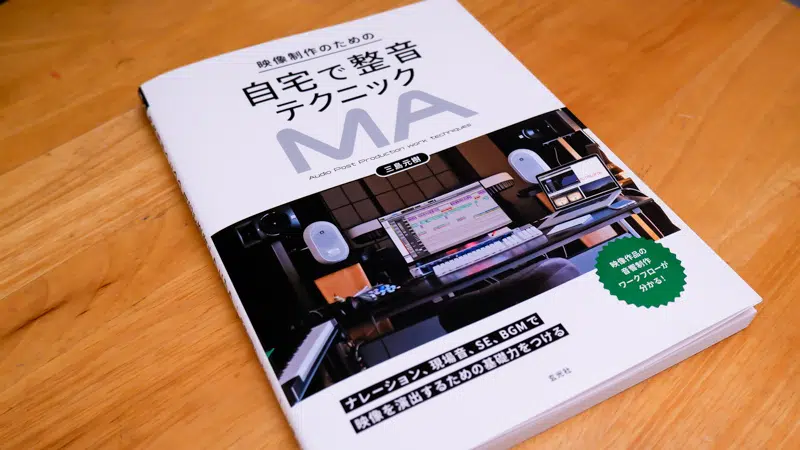 映像制作のための
自宅で整音
テクニック
MA
Audio Post Production work techniques
三島元樹
映像作品の
音響制作
ワークフローが
分かる!
ナレーション、現場音、SE、BGMで
映像を演出するための基礎力をつける
玄光社